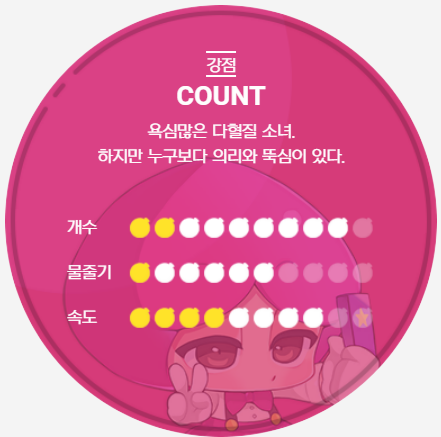 강점
COUNT
욕심많은 다혈질 소녀.
하지만 누구보다 의리와 뚝심이 있다.
개수
물줄기
속도